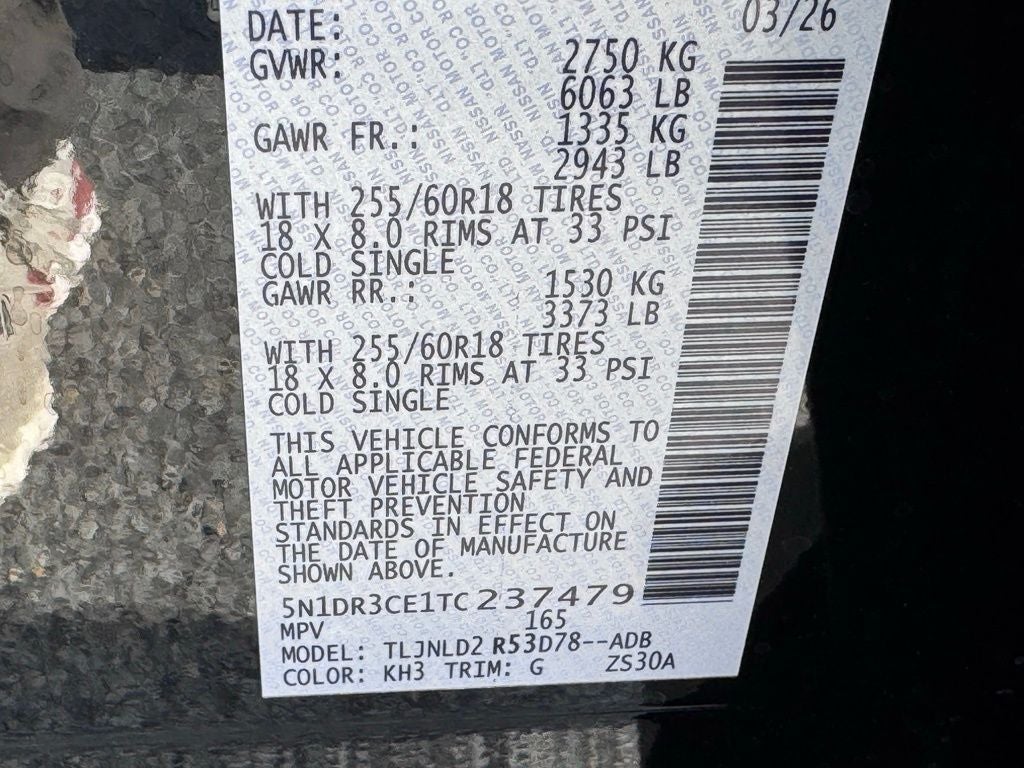 DATE: 03/26
GVWR: 2750 KG
6063 LB
GAWR FR.: 1335 KG
2943 LB
WITH 255/60R18 TIRES
18 X 8.0 RIMS AT 33 PSI
COLD SINGLE
GAWR RR.: 1530 KG
3373 LB
WITH 255/60R18 TIRES
18 X 8.0 RIMS AT 33 PSI
COLD SINGLE
THIS VEHICLE CONFORMS TO
ALL APPLICABLE FEDERAL
MOTOR VEHICLE SAFETY AND
THEFT PREVENTION
STANDARDS IN EFFECT ON
THE DATE OF MANUFACTURE
SHOWN ABOVE.
5N1DR3CE1TC237479
MPV 165
MODEL: TLJNLD2 R53D78--ADB
COLOR: KH3 TRIM: G ZS30A